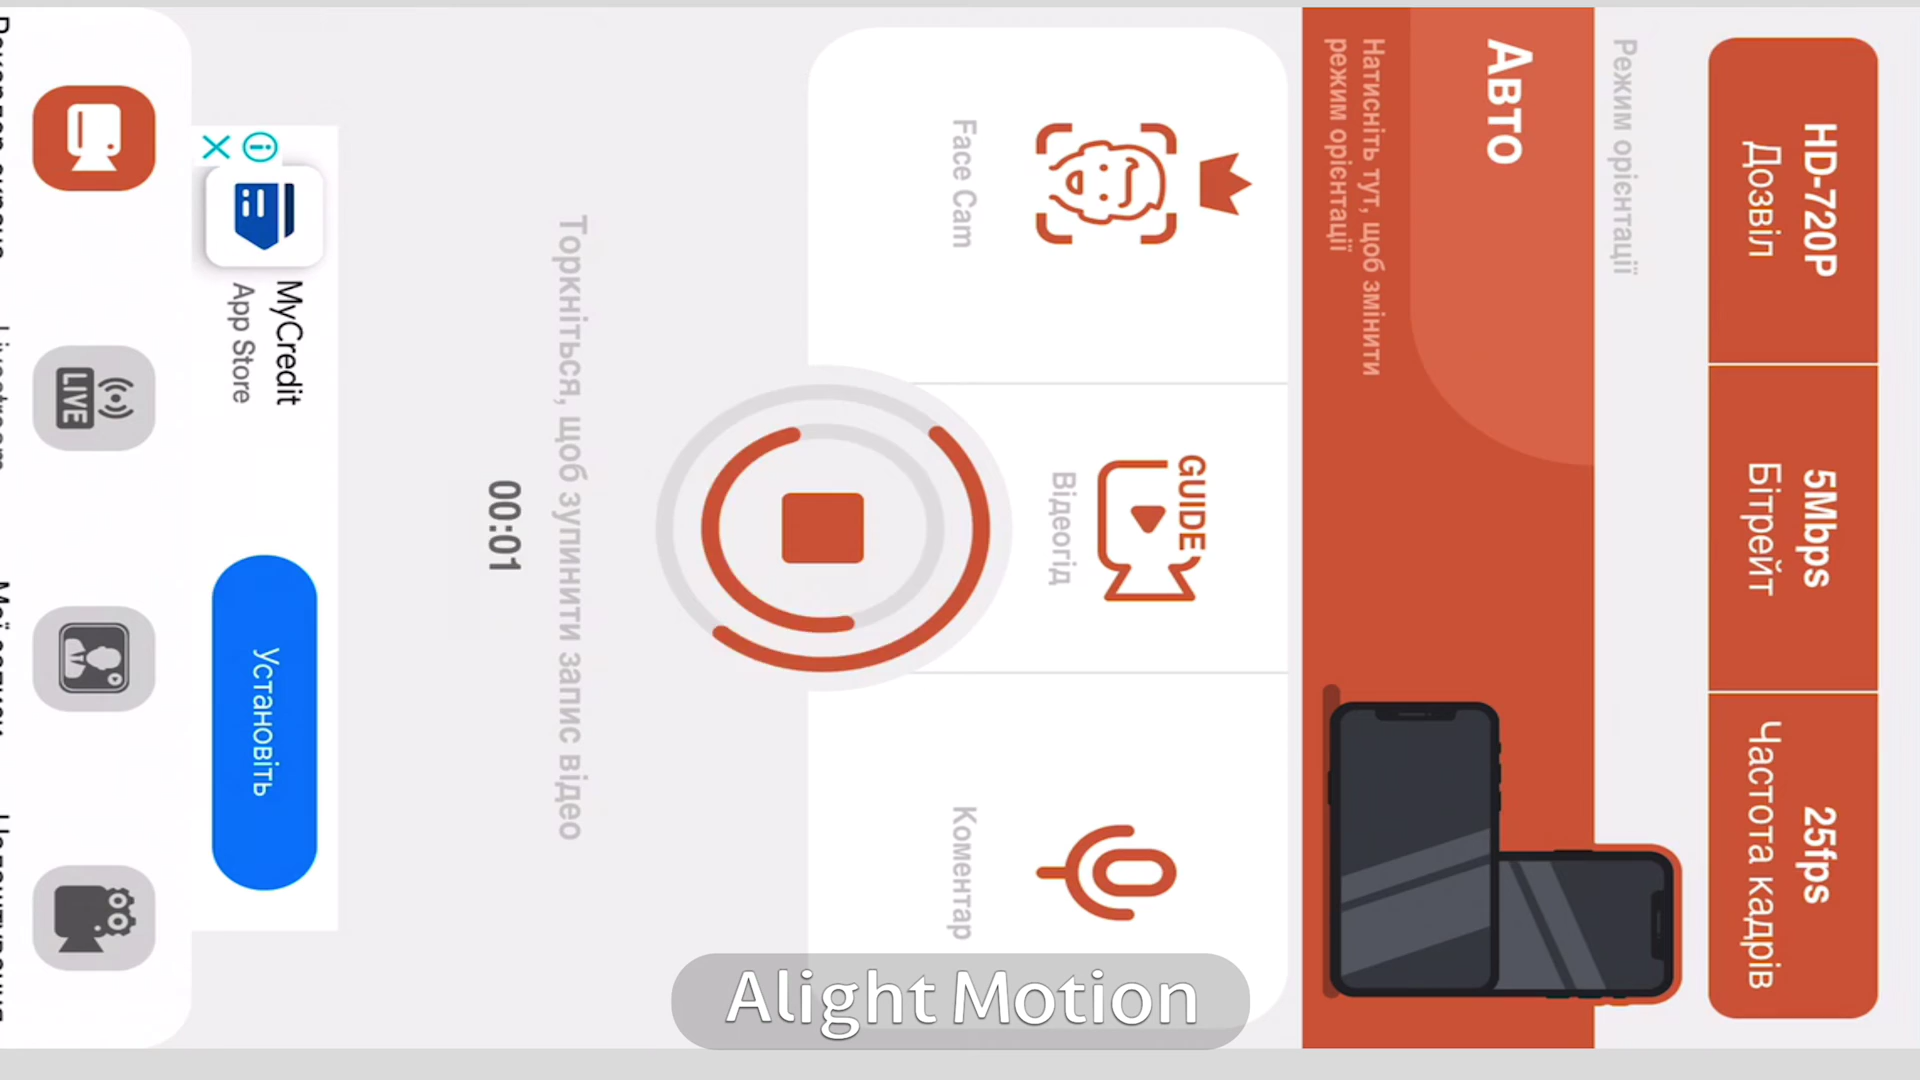 HD-720P
Дозвіл
5Mbps
Бітрейт
25fps
Частота кадрів
Режим орієнтації
Авто
Натисніть тут, щоб змінити
режим орієнтації
Face Cam
GUIDE
Відеогід
Коментар
Торкніться, щоб зупинити запис відео
00:01
MyCredit
App Store
Установіть
LIVE
Alight Motion